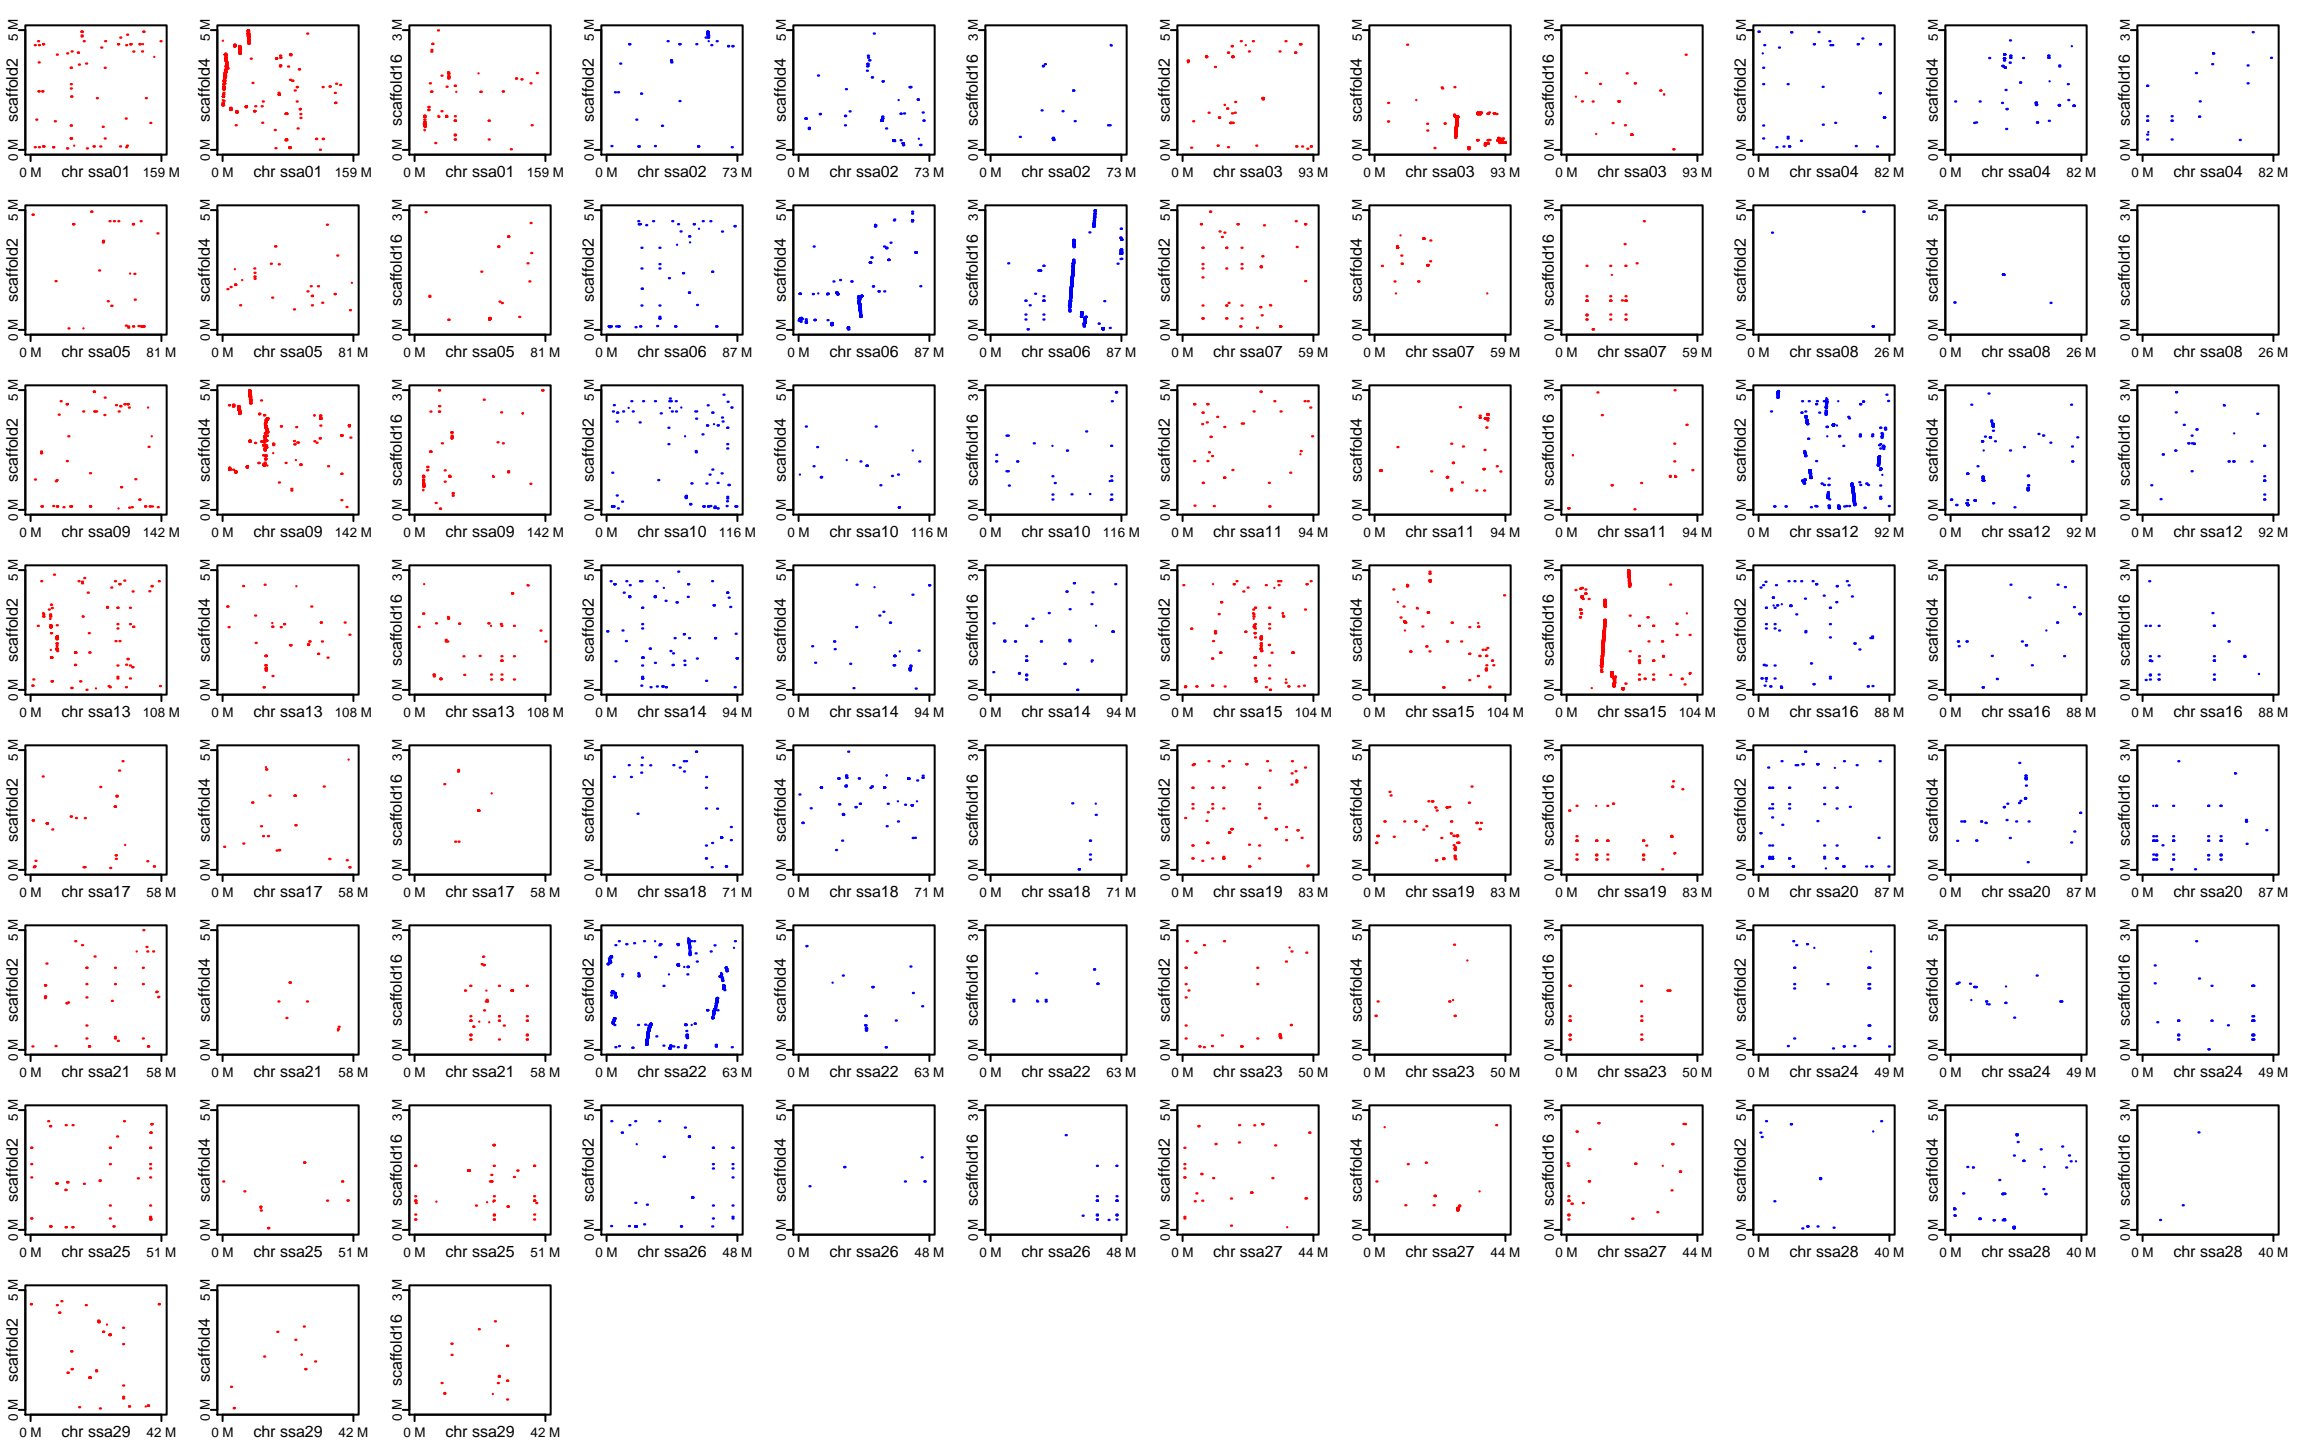 0 M scaffold2 5 M
0 M chr ssa01 159 M
0 M scaffold4 5 M
0 M chr ssa01 159 M
0 M scaffold16 3 M
0 M chr ssa01 159 M
0 M scaffold2 5 M
0 M chr ssa02 73 M
0 M scaffold4 5 M
0 M chr ssa02 73 M
0 M scaffold16 3 M
0 M chr ssa02 73 M
0 M scaffold2 5 M
0 M chr ssa03 93 M
0 M scaffold4 5 M
0 M chr ssa03 93 M
0 M scaffold16 3 M
0 M chr ssa03 93 M
0 M scaffold2 5 M
0 M chr ssa04 82 M
0 M scaffold4 5 M
0 M chr ssa04 82 M
0 M scaffold16 3 M
0 M chr ssa04 82 M
0 M scaffold2 5 M
0 M chr ssa05 81 M
0 M scaffold4 5 M
0 M chr ssa05 81 M
0 M scaffold16 3 M
0 M chr ssa05 81 M
0 M scaffold2 5 M
0 M chr ssa06 87 M
0 M scaffold4 5 M
0 M chr ssa06 87 M
0 M scaffold16 3 M
0 M chr ssa06 87 M
0 M scaffold2 5 M
0 M chr ssa07 59 M
0 M scaffold4 5 M
0 M chr ssa07 59 M
0 M scaffold16 3 M
0 M chr ssa07 59 M
0 M scaffold2 5 M
0 M chr ssa08 26 M
0 M scaffold4 5 M
0 M chr ssa08 26 M
0 M scaffold16 3 M
0 M chr ssa08 26 M
0 M scaffold2 5 M
0 M chr ssa09 142 M
0 M scaffold4 5 M
0 M chr ssa09 142 M
0 M scaffold16 3 M
0 M chr ssa09 142 M
0 M scaffold2 5 M
0 M chr ssa10 116 M
0 M scaffold4 5 M
0 M chr ssa10 116 M
0 M scaffold16 3 M
0 M chr ssa10 116 M
0 M scaffold2 5 M
0 M chr ssa11 94 M
0 M scaffold4 5 M
0 M chr ssa11 94 M
0 M scaffold16 3 M
0 M chr ssa11 94 M
0 M scaffold2 5 M
0 M chr ssa12 92 M
0 M scaffold4 5 M
0 M chr ssa12 92 M
0 M scaffold16 3 M
0 M chr ssa12 92 M
0 M scaffold2 5 M
0 M chr ssa13 108 M
0 M scaffold4 5 M
0 M chr ssa13 108 M
0 M scaffold16 3 M
0 M chr ssa13 108 M
0 M scaffold2 5 M
0 M chr ssa14 94 M
0 M scaffold4 5 M
0 M chr ssa14 94 M
0 M scaffold16 3 M
0 M chr ssa14 94 M
0 M scaffold2 5 M
0 M chr ssa15 104 M
0 M scaffold4 5 M
0 M chr ssa15 104 M
0 M scaffold16 3 M
0 M chr ssa15 104 M
0 M scaffold2 5 M
0 M chr ssa16 88 M
0 M scaffold4 5 M
0 M chr ssa16 88 M
0 M scaffold16 3 M
0 M chr ssa16 88 M
0 M scaffold2 5 M
0 M chr ssa17 58 M
0 M scaffold4 5 M
0 M chr ssa17 58 M
0 M scaffold16 3 M
0 M chr ssa17 58 M
0 M scaffold2 5 M
0 M chr ssa18 71 M
0 M scaffold4 5 M
0 M chr ssa18 71 M
0 M scaffold16 3 M
0 M chr ssa18 71 M
0 M scaffold2 5 M
0 M chr ssa19 83 M
0 M scaffold4 5 M
0 M chr ssa19 83 M
0 M scaffold16 3 M
0 M chr ssa19 83 M
0 M scaffold2 5 M
0 M chr ssa20 87 M
0 M scaffold4 5 M
0 M chr ssa20 87 M
0 M scaffold16 3 M
0 M chr ssa20 87 M
0 M scaffold2 5 M
0 M chr ssa21 58 M
0 M scaffold4 5 M
0 M chr ssa21 58 M
0 M scaffold16 3 M
0 M chr ssa21 58 M
0 M scaffold2 5 M
0 M chr ssa22 63 M
0 M scaffold4 5 M
0 M chr ssa22 63 M
0 M scaffold16 3 M
0 M chr ssa22 63 M
0 M scaffold2 5 M
0 M chr ssa23 50 M
0 M scaffold4 5 M
0 M chr ssa23 50 M
0 M scaffold16 3 M
0 M chr ssa23 50 M
0 M scaffold2 5 M
0 M chr ssa24 49 M
0 M scaffold4 5 M
0 M chr ssa24 49 M
0 M scaffold16 3 M
0 M chr ssa24 49 M
0 M scaffold2 5 M
0 M chr ssa25 51 M
0 M scaffold4 5 M
0 M chr ssa25 51 M
0 M scaffold16 3 M
0 M chr ssa25 51 M
0 M scaffold2 5 M
0 M chr ssa26 48 M
0 M scaffold4 5 M
0 M chr ssa26 48 M
0 M scaffold16 3 M
0 M chr ssa26 48 M
0 M scaffold2 5 M
0 M chr ssa27 44 M
0 M scaffold4 5 M
0 M chr ssa27 44 M
0 M scaffold16 3 M
0 M chr ssa27 44 M
0 M scaffold2 5 M
0 M chr ssa28 40 M
0 M scaffold4 5 M
0 M chr ssa28 40 M
0 M scaffold16 3 M
0 M chr ssa28 40 M
0 M scaffold2 5 M
0 M chr ssa29 42 M
0 M scaffold4 5 M
0 M chr ssa29 42 M
0 M scaffold16 3 M
0 M chr ssa29 42 M